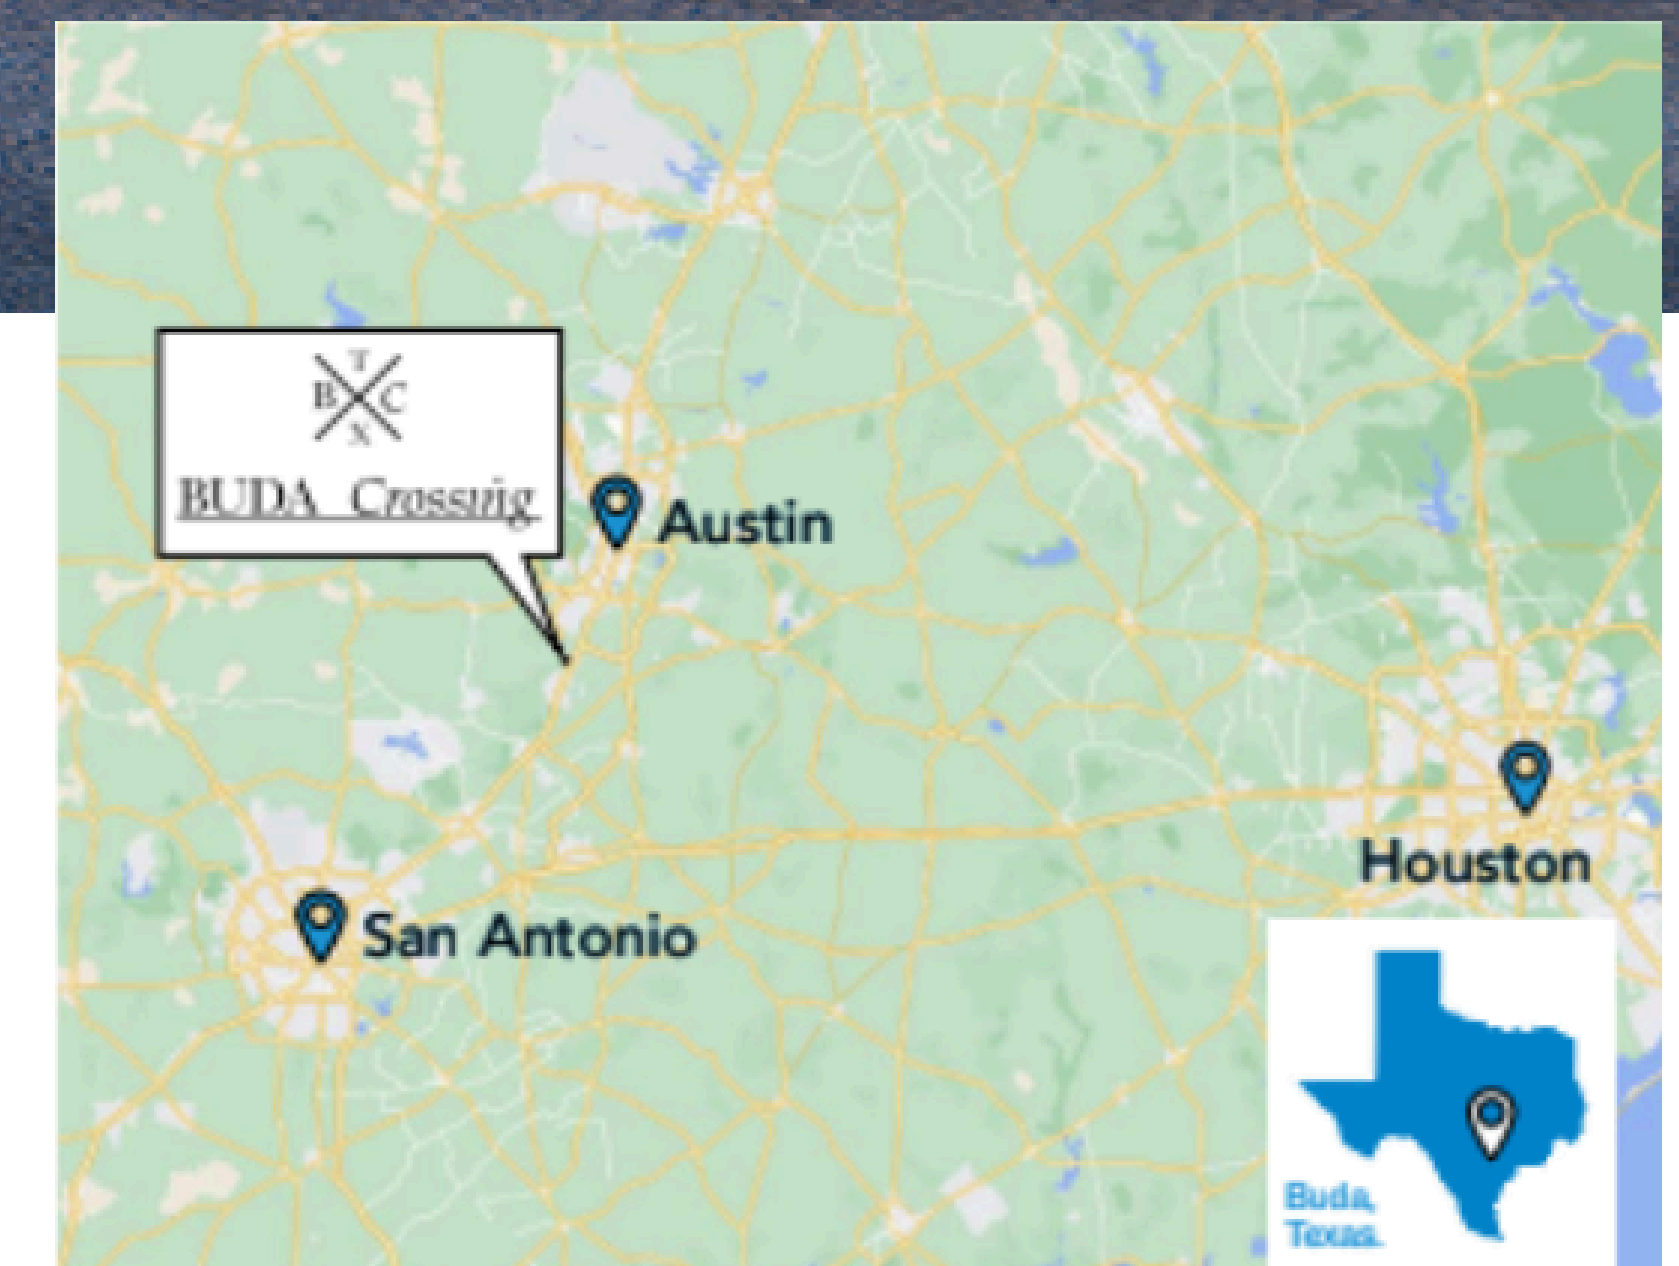 T
B C
X
BUDA Crossing
Austin
Houston
San Antonio
Buda,
Texas.